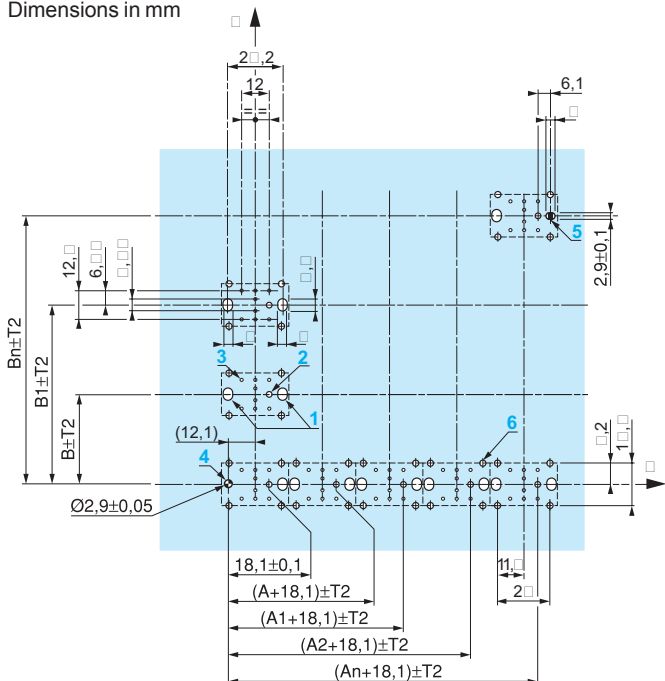 Dimensions in mm
12
6,1
5
2,9±0,1
Bn±T2
B1±T2
B±T2
3
2
1
(12,1)
4
6
Ø2,9±0,05
18,1±0,1
(A+18,1)±T2
(A1+18,1)±T2
(A2+18,1)±T2
(An+18,1)±T2